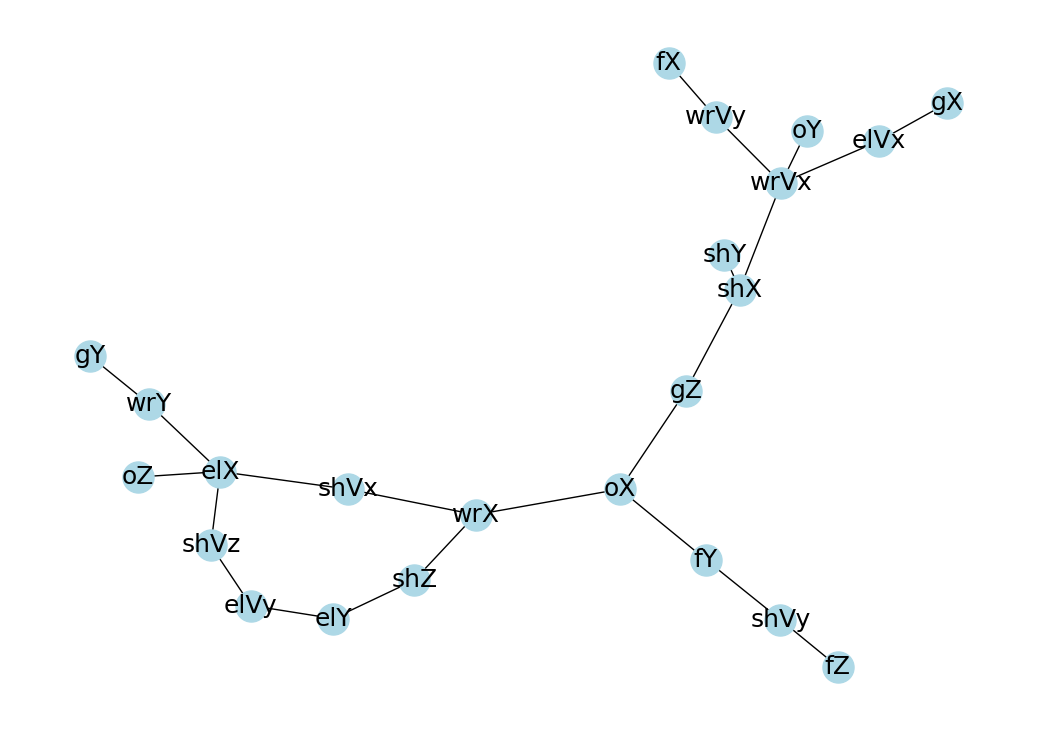 fX
gX
wrVy
oY
elVx
wrVx
shY
shX
gY
gZ
wrY
elX
oZ
shVx
oX
wrX
shVz
fY
shZ
elVy
elY
shVy
fZ